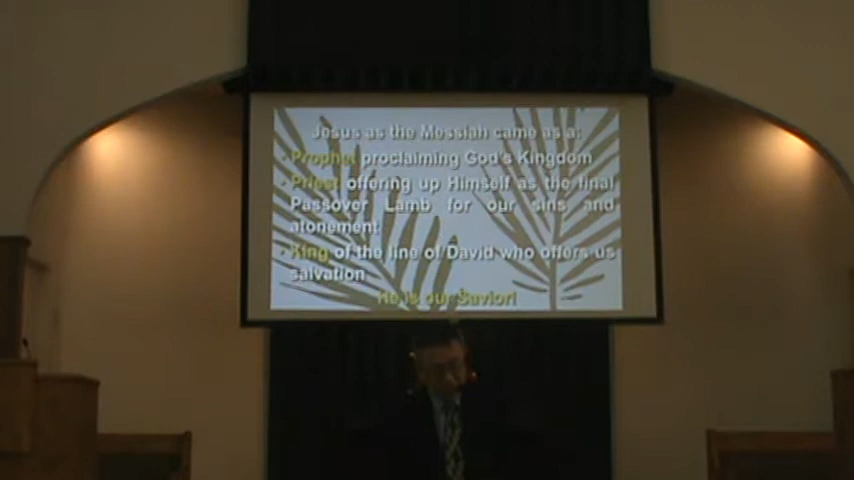 Jesus as the Messiah came as a:
• Prophet proclaiming God's Kingdom
• Priest offering up Himself as the final
Passover Lamb for our sins and
atonement
• King of the line of David who offers us
salvation
He is our Savior!